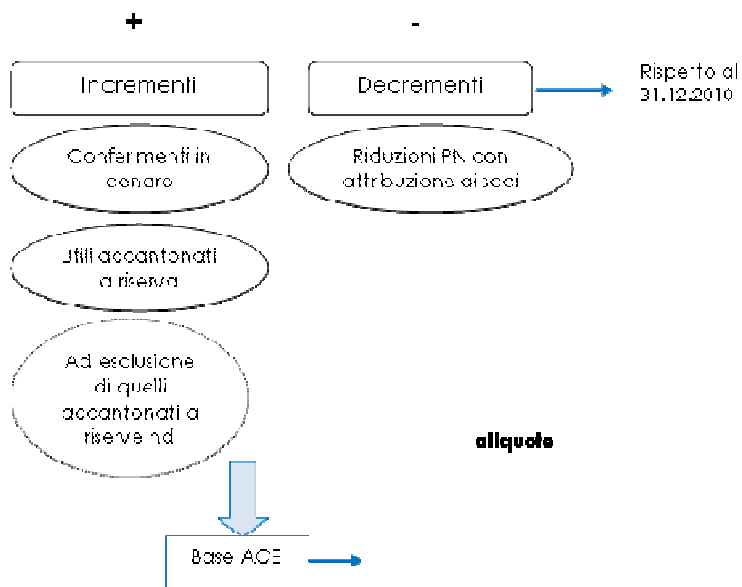 +
-
Incrementi
Decrementi
Rispetto al
31.12.2010
Conferimenti in
denaro
Riduzioni PN con
attribuzione ai soci
Utili accantonati
a riserva
Ad esclusione
di quelli
accantonati a
riserve nd
aliquote
Base ACE